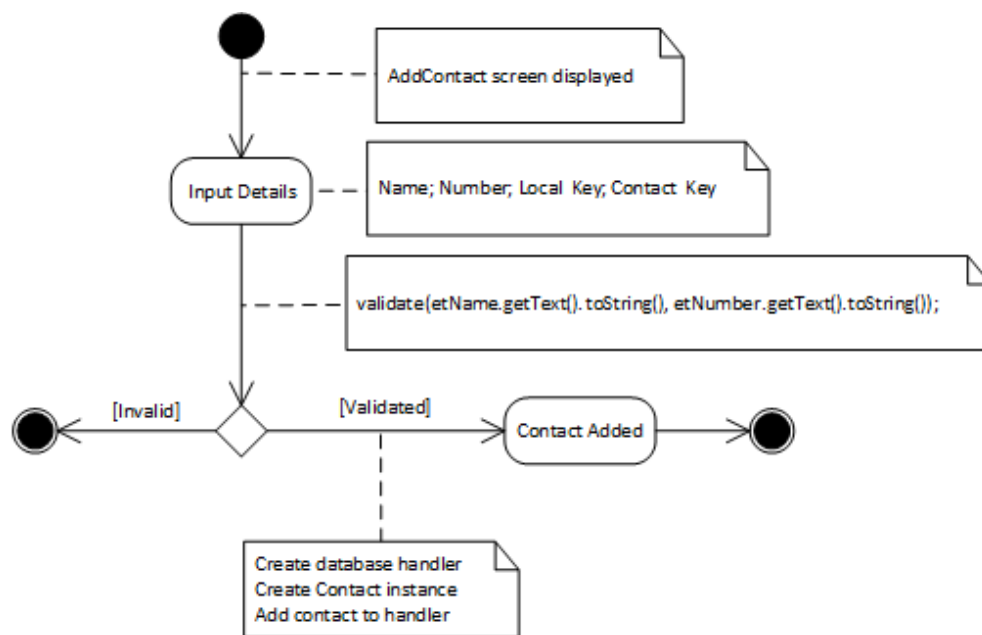 AddContact screen displayed
Input Details
Name; Number; Local Key; Contact Key
validate(etName.getText().toString(), etNumber.getText().toString());
[Invalid]
[Validated]
Contact Added
Create database handler
Create Contact instance
Add contact to handler